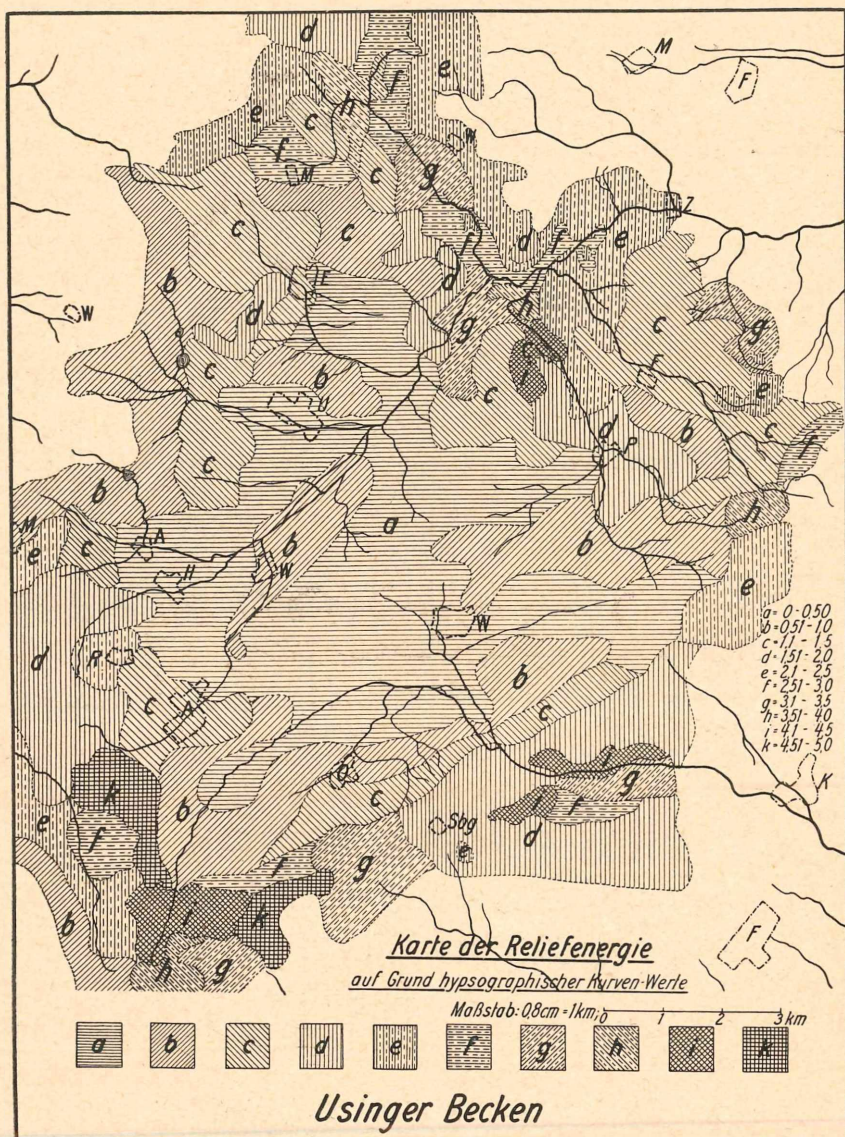 d
M
f
e
F
h
e
c
W
f
c
g
M
Z
c
c
f
d
f
e
b
E
d
h
g
c
g
W
d
c
F
c
b
i
e
U
c
b
c
d
f
c
P
b
a
h
M
b
e
c
A
b
W
H
e
W
R
d
b
c
A
c
a= 0 - 0.50
b= 0.51 - 1.0
c= 1.1 - 1.5
d= 1.51 - 2.0
e= 2.1 - 2.5
f= 2.51 - 3.0
g= 3.1 - 3.5
h= 3.51 - 4.0
i= 4.1 - 4.5
k= 4.51 - 5.0
i
g
K
k
b
c
i
f
d
e
f
Sbg
e
f
g
b
i
k
h
g
F
Karte der Reliefenergie
auf Grund hypsographischer Kurven-Werte
Maßstab: 0,8cm = 1km; 0 1 2 3 km
a b c d e f g h i k
Usinger Becken